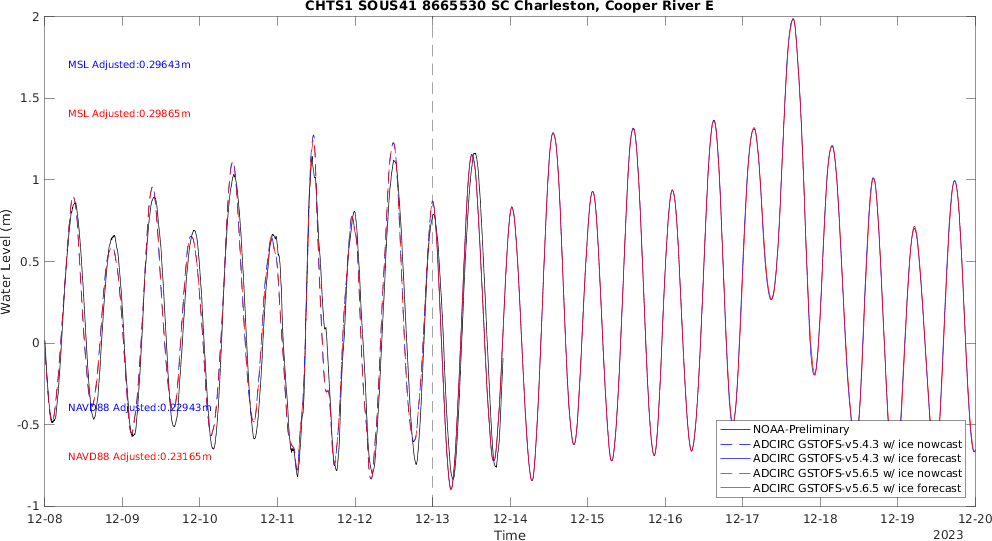 CHTS1 SOUS41 8665530 SC Charleston, Cooper River E
2
1.5
1
0.5
0
-0.5
-1
Water Level (m)
MSL Adjusted:0.29643m
MSL Adjusted:0.29865m
NAVD88 Adjusted:0.22943m
NAVD88 Adjusted:0.23165m
NOAA-Preliminary
ADCIRC GSTOFS-v5.4.3 w/ ice nowcast
ADCIRC GSTOFS-v5.4.3 w/ ice forecast
ADCIRC GSTOFS-v5.6.5 w/ ice nowcast
ADCIRC GSTOFS-v5.6.5 w/ ice forecast
12-08 12-09 12-10 12-11 12-12 12-13 12-14 12-15 12-16 12-17 12-18 12-19 12-20
Time
2023